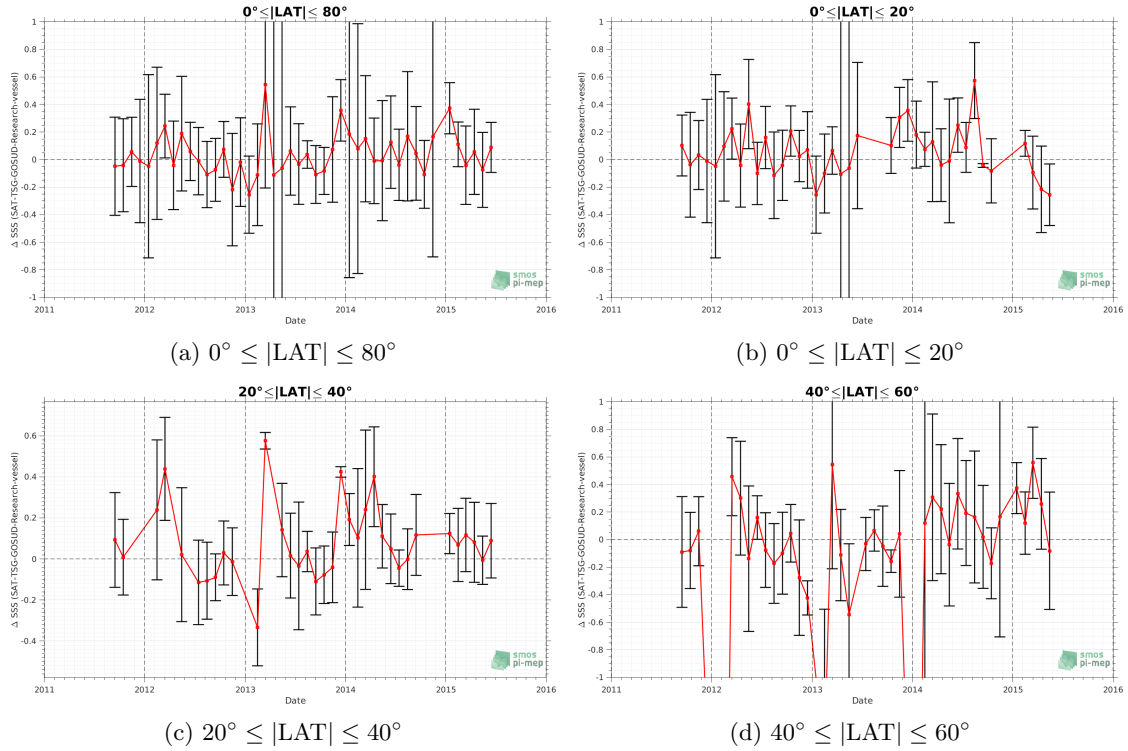 0°≤|LAT|≤ 80°
Δ SSS (SAT-TSG-GOSUD-Research-vessel)
1
0.8
0.6
0.4
0.2
0
-0.2
-0.4
-0.6
-0.8
-1
2011 2012 2013 2014 2015 2016
Date
smos
pi-mep
(a) 0° ≤ |LAT| ≤ 80°
0°≤|LAT|≤ 20°
Δ SSS (SAT-TSG-GOSUD-Research-vessel)
1
0.8
0.6
0.4
0.2
0
-0.2
-0.4
-0.6
-0.8
-1
2011 2012 2013 2014 2015 2016
Date
smos
pi-mep
(b) 0° ≤ |LAT| ≤ 20°
20°≤|LAT|≤ 40°
Δ SSS (SAT-TSG-GOSUD-Research-vessel)
0.6
0.4
0.2
0
-0.2
-0.4
2011 2012 2013 2014 2015 2016
Date
smos
pi-mep
(c) 20° ≤ |LAT| ≤ 40°
40°≤|LAT|≤ 60°
Δ SSS (SAT-TSG-GOSUD-Research-vessel)
1
0.8
0.6
0.4
0.2
0
-0.2
-0.4
-0.6
-0.8
-1
2011 2012 2013 2014 2015 2016
Date
smos
pi-mep
(d) 40° ≤ |LAT| ≤ 60°